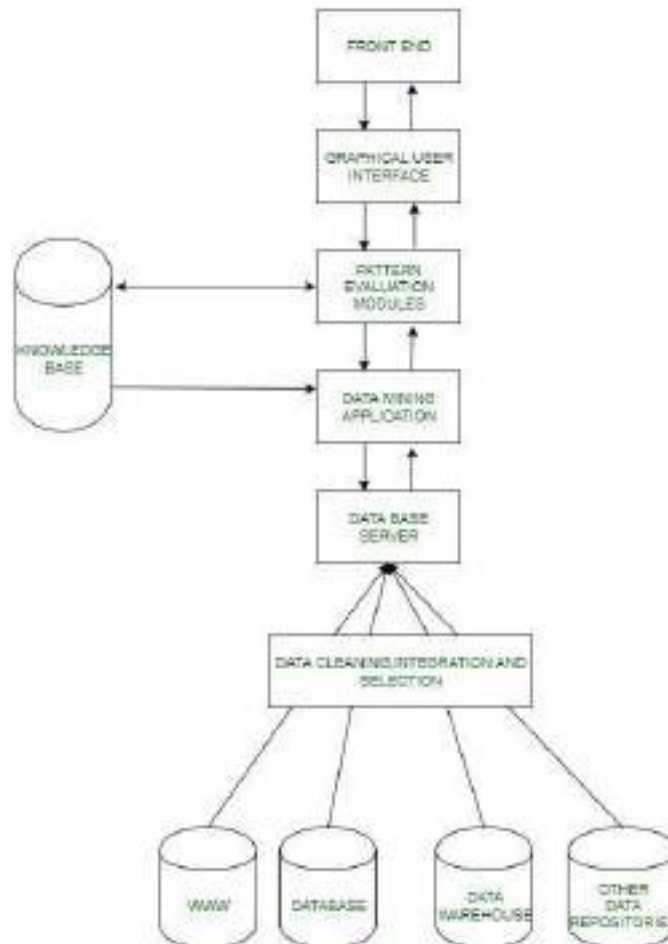 FRONT END
GRAPHICAL USER
INTERFACE
PATTERN
EVALUATION
MODULES
KNOWLEDGE
BASE
DATA MINING
APPLICATION
DATA BASE
SERVER
DATA CLEANING,INTEGRATION AND
SELECTION
WWW
DATABASE
DATA
WAREHOUSE
OTHER
DATA
REPOSITORIES